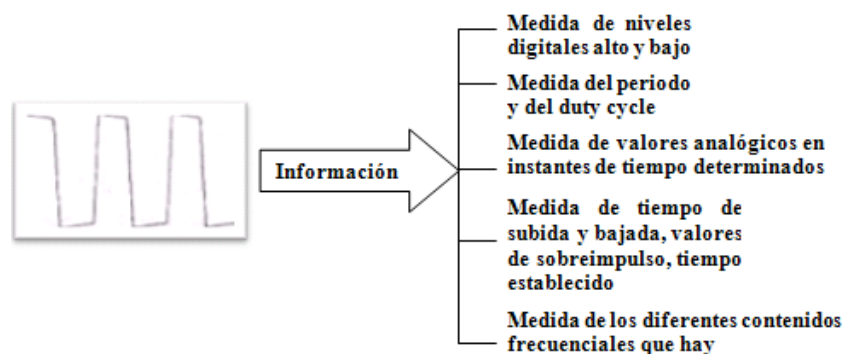 Medida de niveles
digitales alto y bajo
Medida del periodo
y del duty cycle
Información
Medida de valores analógicos en
instantes de tiempo determinados
Medida de tiempo de
subida y bajada, valores
de sobreimpulso, tiempo
establecido
Medida de los diferentes contenidos
frecuenciales que hay